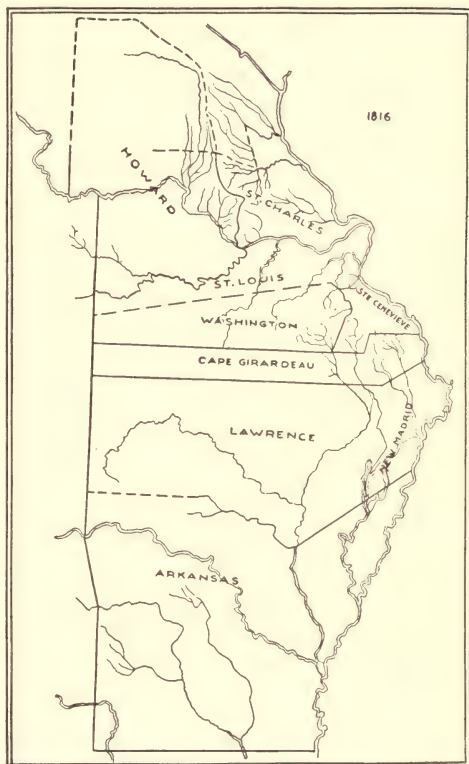 1816
HOWARD
ST. CHARLES
ST. LOUIS
STE GENEVIEVE
WASHINGTON
CAPE GIRARDEAU
LAWRENCE
NEW MADRID
ARKANSAS